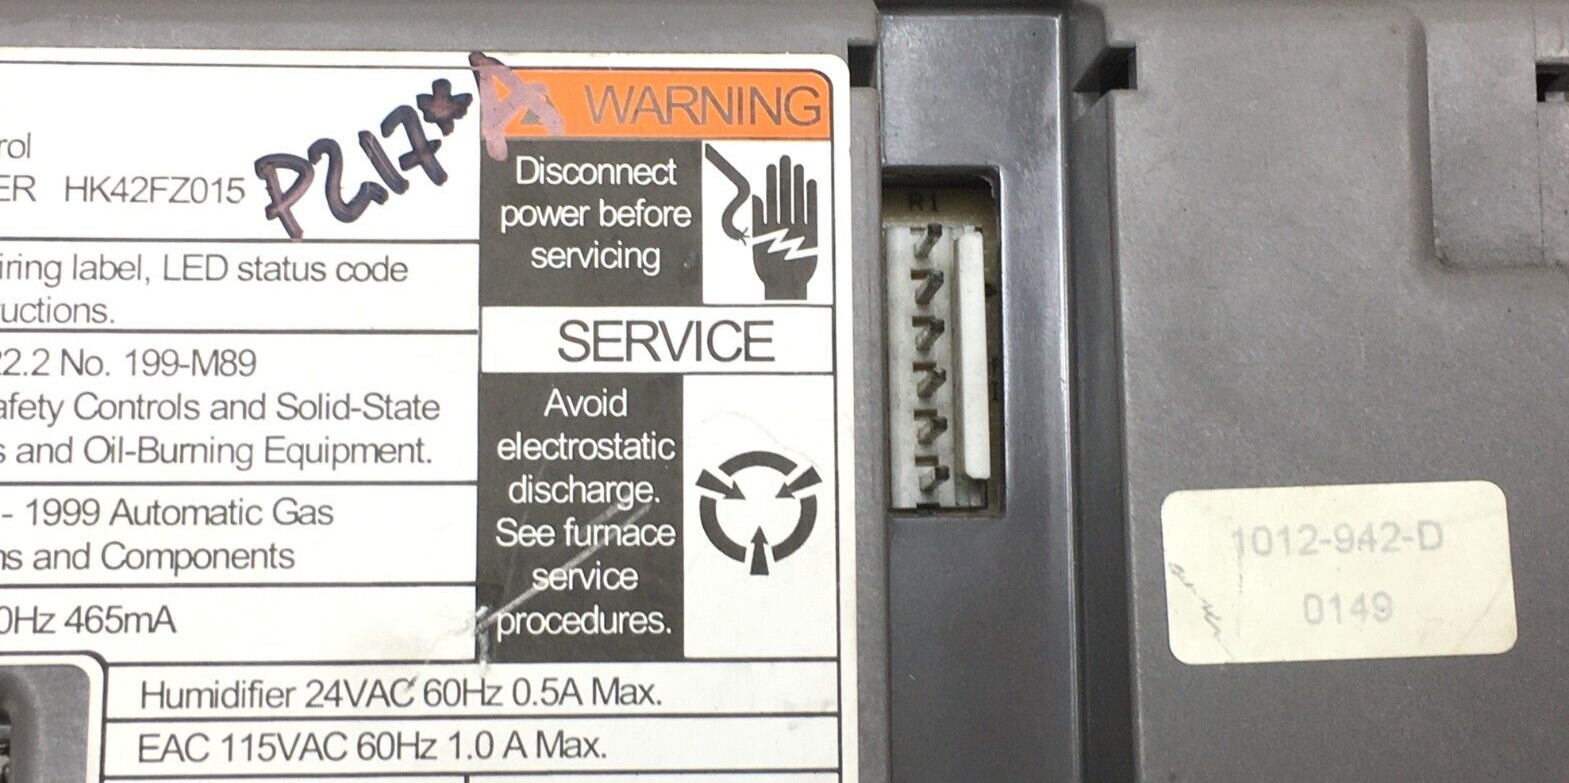 rol
ER HK42FZ015
P217*A
iring label, LED status code
uctions.
22.2 No. 199-M89
afety Controls and Solid-State
s and Oil-Burning Equipment.
- 1999 Automatic Gas
ns and Components
0Hz 465mA
Humidifier 24VAC 60Hz 0.5A Max.
EAC 115VAC 60Hz 1.0 A Max.
WARNING
Disconnect
power before
servicing
SERVICE
Avoid
electrostatic
discharge.
See furnace
service
procedures.
R1
1012-942-D
0149